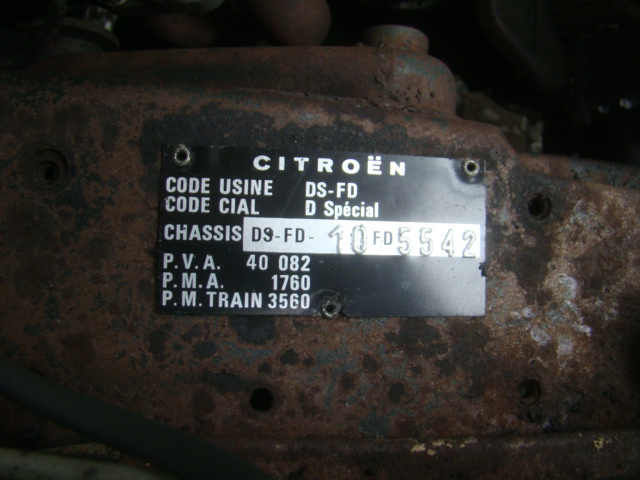 CITROËN
CODE USINE DS-FD
CODE CIAL D Spécial
CHASSIS DS-FD- 10 FD 5542
P.V.A. 40 082
P.M.A. 1760
P.M. TRAIN 3560